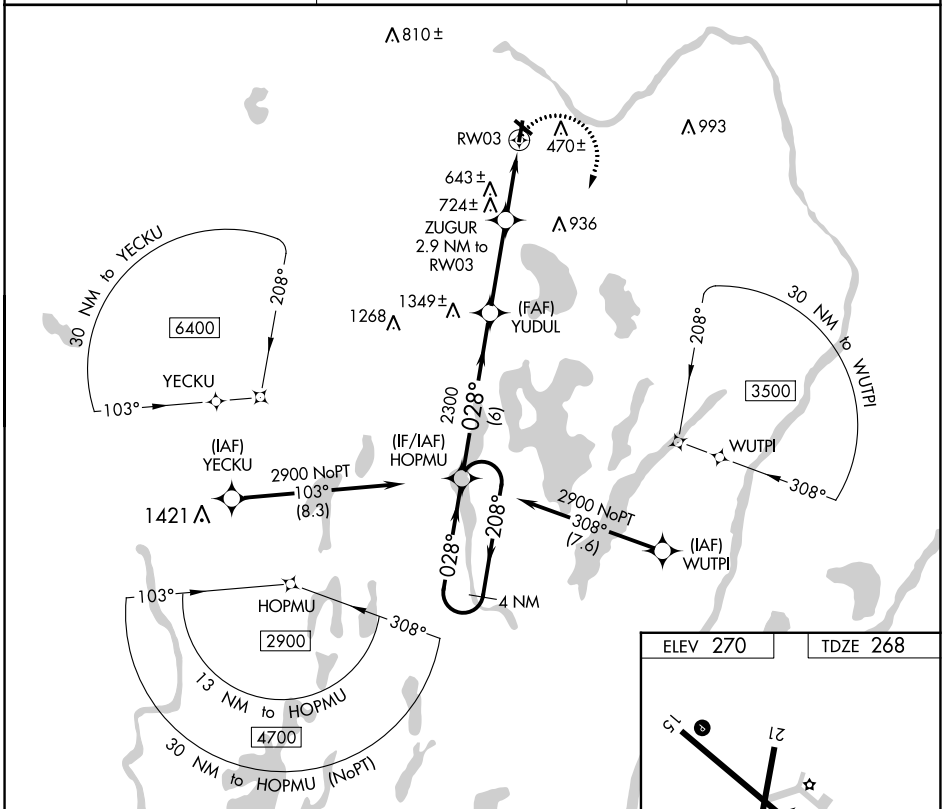 810±
993
RW03
470±
643±
724±
ZUGUR
2.9 NM to
RW03
936
30 NM to YECKU
208°
6400
YECKU
103°
1349±
1268
(FAF)
YUDUL
30 NM to WUTPI
208°
3500
WUTPI
308°
2300
028°
(6)
(IF/IAF)
HOPMU
(IAF)
YECKU
2900 NoPT
103°
(8.3)
1421
2900 NoPT
308°
(7.6)
(IAF)
WUTPI
028°
208°
4 NM
103°
HOPMU
308°
2900
13 NM to HOPMU
4700
30 NM to HOPMU (NoPT)
ELEV 270
TDZE 268
15
P
21